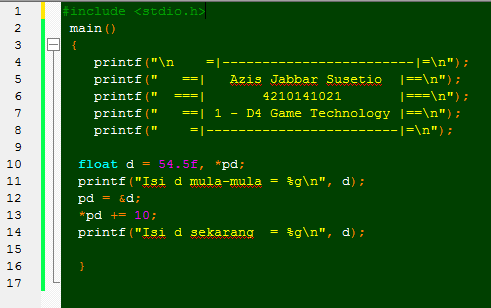 1 #include <stdio.h>
2 main()
3 {
4 printf("\n     =|------------------------|=\n");
5 printf("   ==|   Azis Jabbar Susetio  |==\n");
6 printf("  ===|       4210141021       |===\n");
7 printf("   ==| 1 - D4 Game Technology |==\n");
8 printf("    =|------------------------|=\n");
9
10 float d = 54.5f, *pd;
11 printf("Isi d mula-mula = %g\n", d);
12 pd = &d;
13 *pd += 10;
14 printf("Isi d sekarang  = %g\n", d);
15
16 }
17